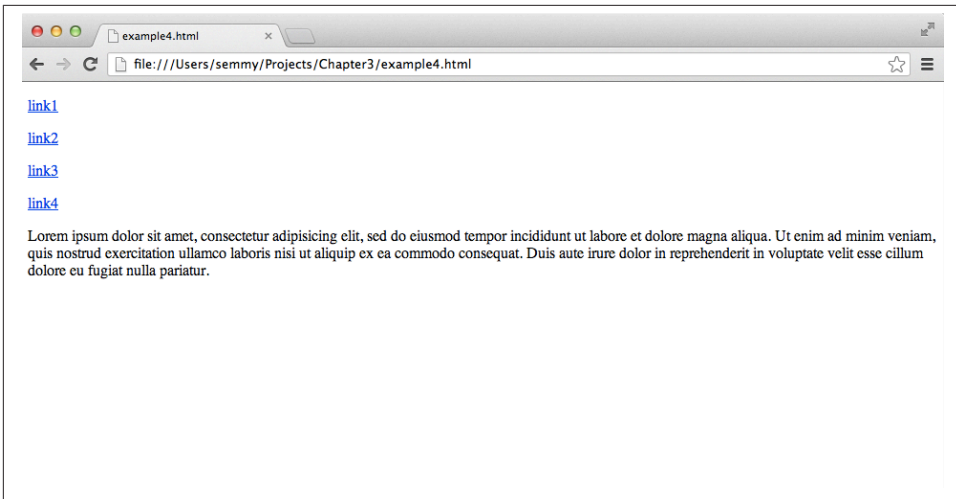 example4.html
file:///Users/semmy/Projects/Chapter3/example4.html
link1
link2
link3
link4
Lorem ipsum dolor sit amet, consectetur adipisicing elit, sed do eiusmod tempor incididunt ut labore et dolore magna aliqua. Ut enim ad minim veniam,
quis nostrud exercitation ullamco laboris nisi ut aliquip ex ea commodo consequat. Duis aute irure dolor in reprehenderit in voluptate velit esse cillum
dolore eu fugiat nulla pariatur.